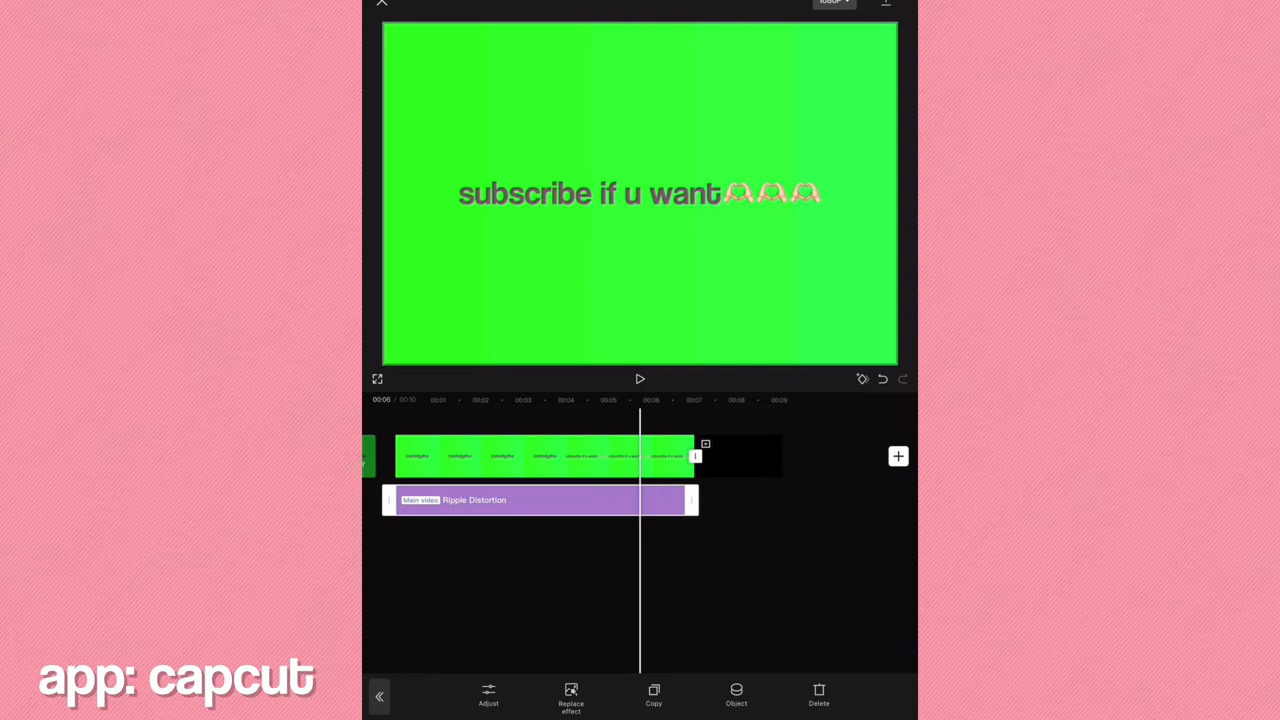 1080P
subscribe if u want🫶🏻🫶🏻🫶🏻
00:06 / 00:10 00:01 00:02 00:03 00:04 00:05 00:06 00:07 00:08 00:09
Main video Ripple Distortion
app: capcut
Adjust
Replace effect
Copy
Object
Delete